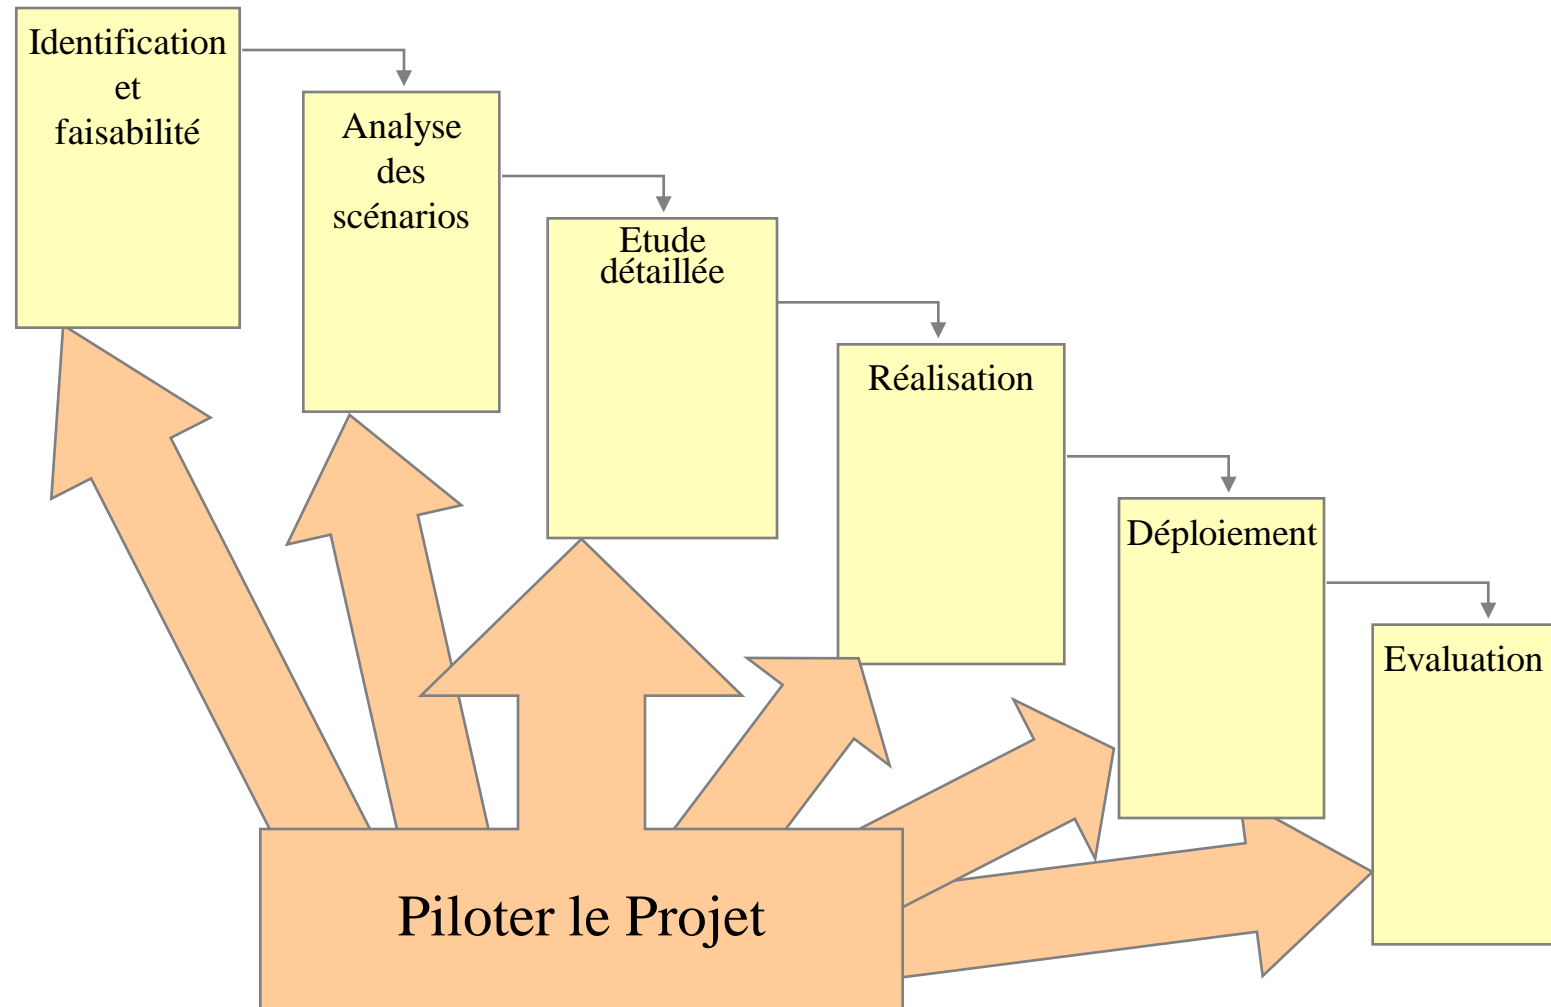 Identification
et
faisabilité
Analyse
des
scénarios
Etude
détaillée
Réalisation
Déploiement
Evaluation
Piloter le Projet